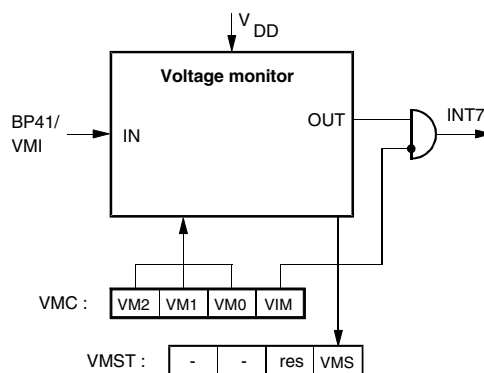 V DD
Voltage monitor
BP41/
VMI
IN
OUT
INT7
VMC : VM2 VM1 VM0 VIM
VMST : - - res VMS